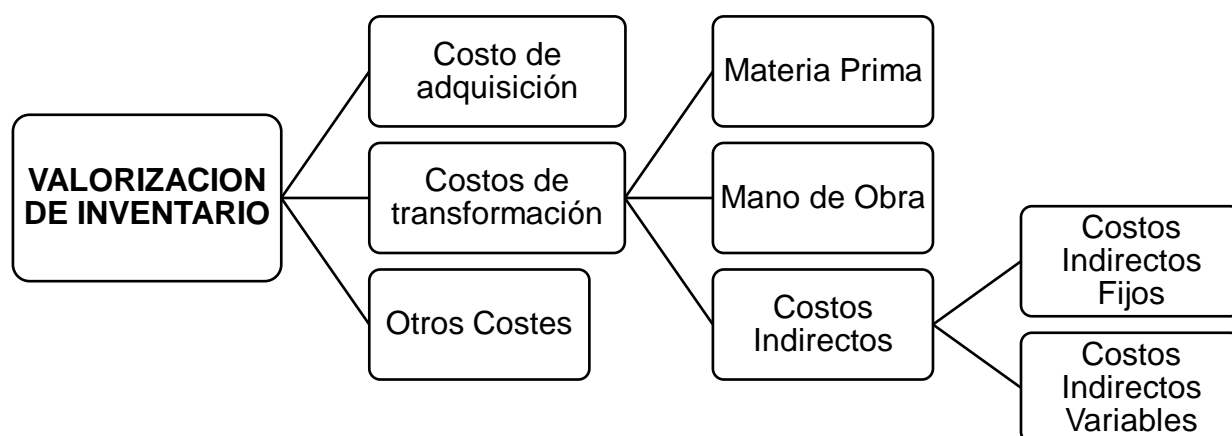 VALORIZACION
DE INVENTARIO
Costo de
adquisición
Costos de
transformación
Otros Costes
Materia Prima
Mano de Obra
Costos
Indirectos
Costos
Indirectos
Fijos
Costos
Indirectos
Variables